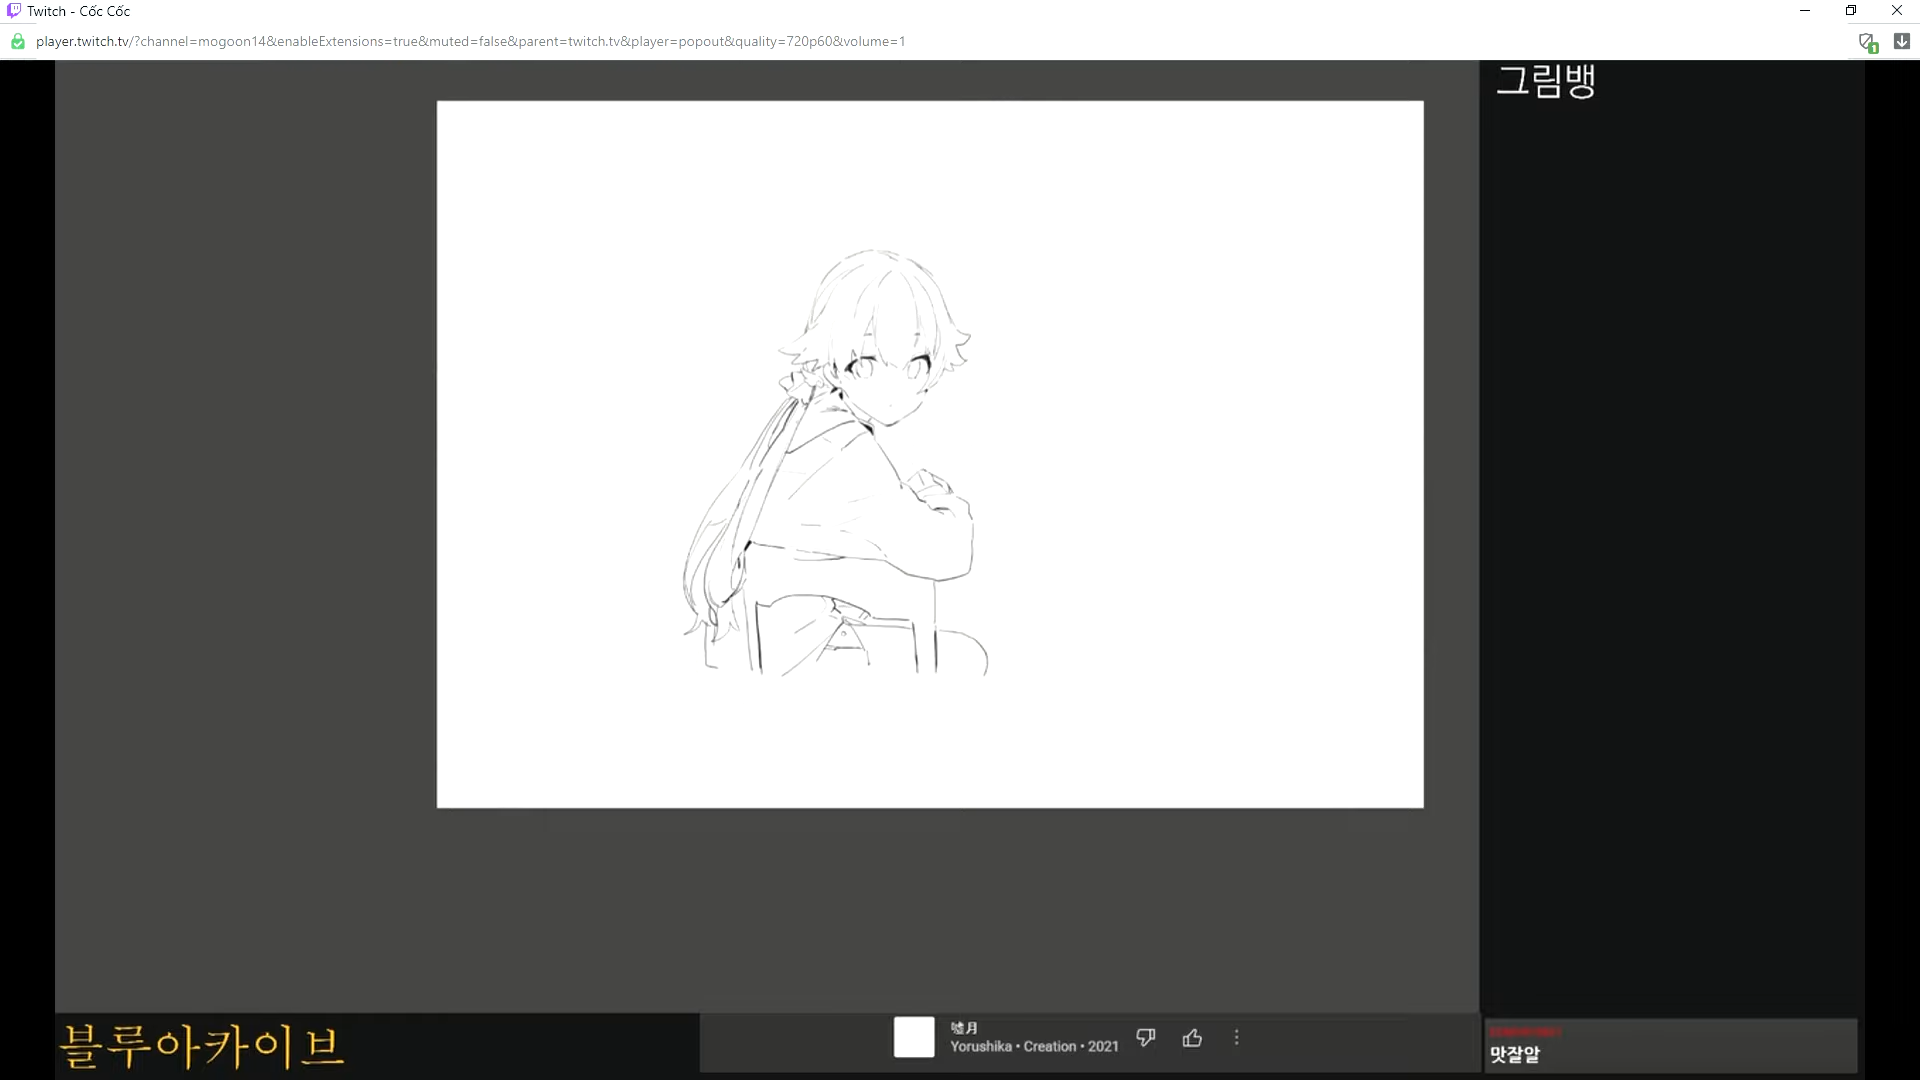 Twitch - Cốc Cốc
player.twitch.tv/?channel=mogoon14&enableExtensions=true&muted=false&parent=twitch.tv&player=popout&quality=720p60&volume=1
1
그림뱅
블루아카이브
嘘月
Yorushika • Creation • 2021
맛잘알